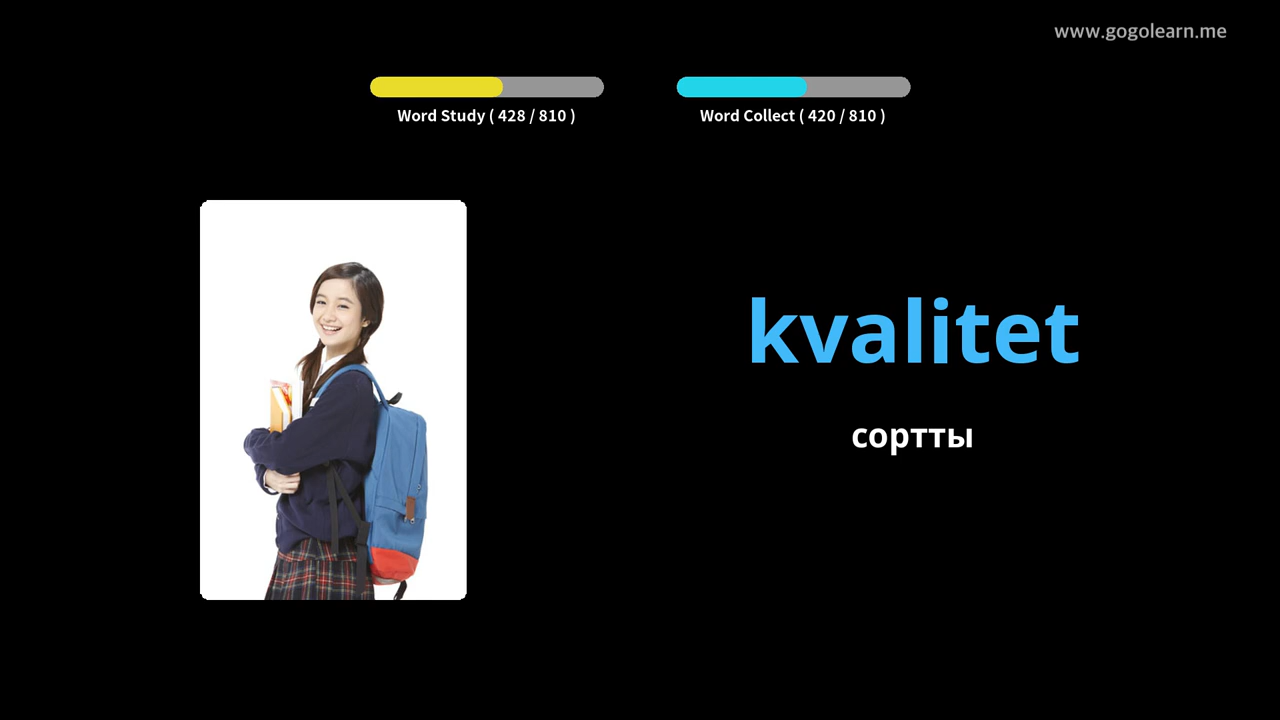 www.gogolearn.me
Word Study ( 428 / 810 )
Word Collect ( 420 / 810 )
kvalitet
сортты